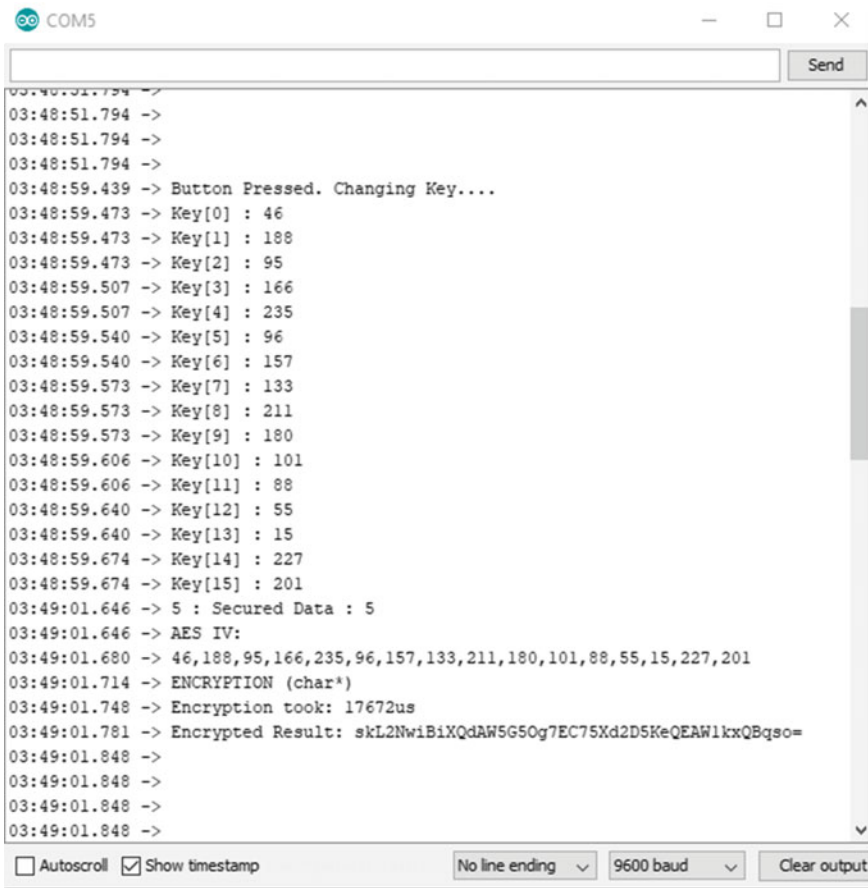 COM5
Send
03:48:51.794 ->
03:48:51.794 ->
03:48:51.794 ->
03:48:51.794 ->
03:48:59.439 -> Button Pressed. Changing Key....
03:48:59.473 -> Key[0] : 46
03:48:59.473 -> Key[1] : 188
03:48:59.473 -> Key[2] : 95
03:48:59.507 -> Key[3] : 166
03:48:59.507 -> Key[4] : 235
03:48:59.540 -> Key[5] : 96
03:48:59.540 -> Key[6] : 157
03:48:59.573 -> Key[7] : 133
03:48:59.573 -> Key[8] : 211
03:48:59.573 -> Key[9] : 180
03:48:59.606 -> Key[10] : 101
03:48:59.606 -> Key[11] : 88
03:48:59.640 -> Key[12] : 55
03:48:59.640 -> Key[13] : 15
03:48:59.674 -> Key[14] : 227
03:48:59.674 -> Key[15] : 201
03:49:01.646 -> 5 : Secured Data : 5
03:49:01.646 -> AES IV:
03:49:01.680 -> 46,188,95,166,235,96,157,133,211,180,101,88,55,15,227,201
03:49:01.714 -> ENCRYPTION (char*)
03:49:01.748 -> Encryption took: 17672us
03:49:01.781 -> Encrypted Result: skL2NwiBiXQdAW5G5Og7EC75Xd2D5KeQEAW1kxQBqso=
03:49:01.848 ->
03:49:01.848 ->
03:49:01.848 ->
03:49:01.848 ->
Autoscroll Show timestamp No line ending 9600 baud Clear output